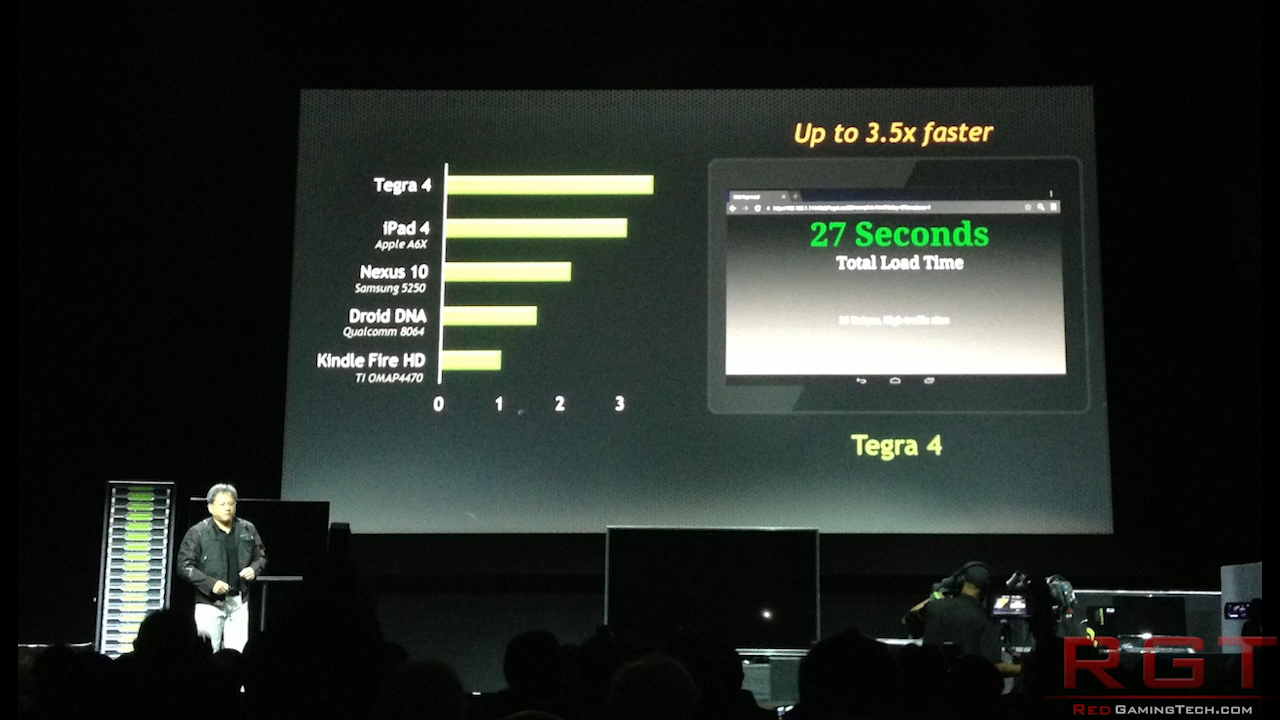 Up to 3.5x faster
Tegra 4
iPad 4
Apple A6X
Nexus 10
Samsung 5250
Droid DNA
Qualcomm 8064
Kindle Fire HD
TI OMAP4470
0 1 2 3
27 Seconds
Total Load Time
Tegra 4
RGT
RedGamingTech.com